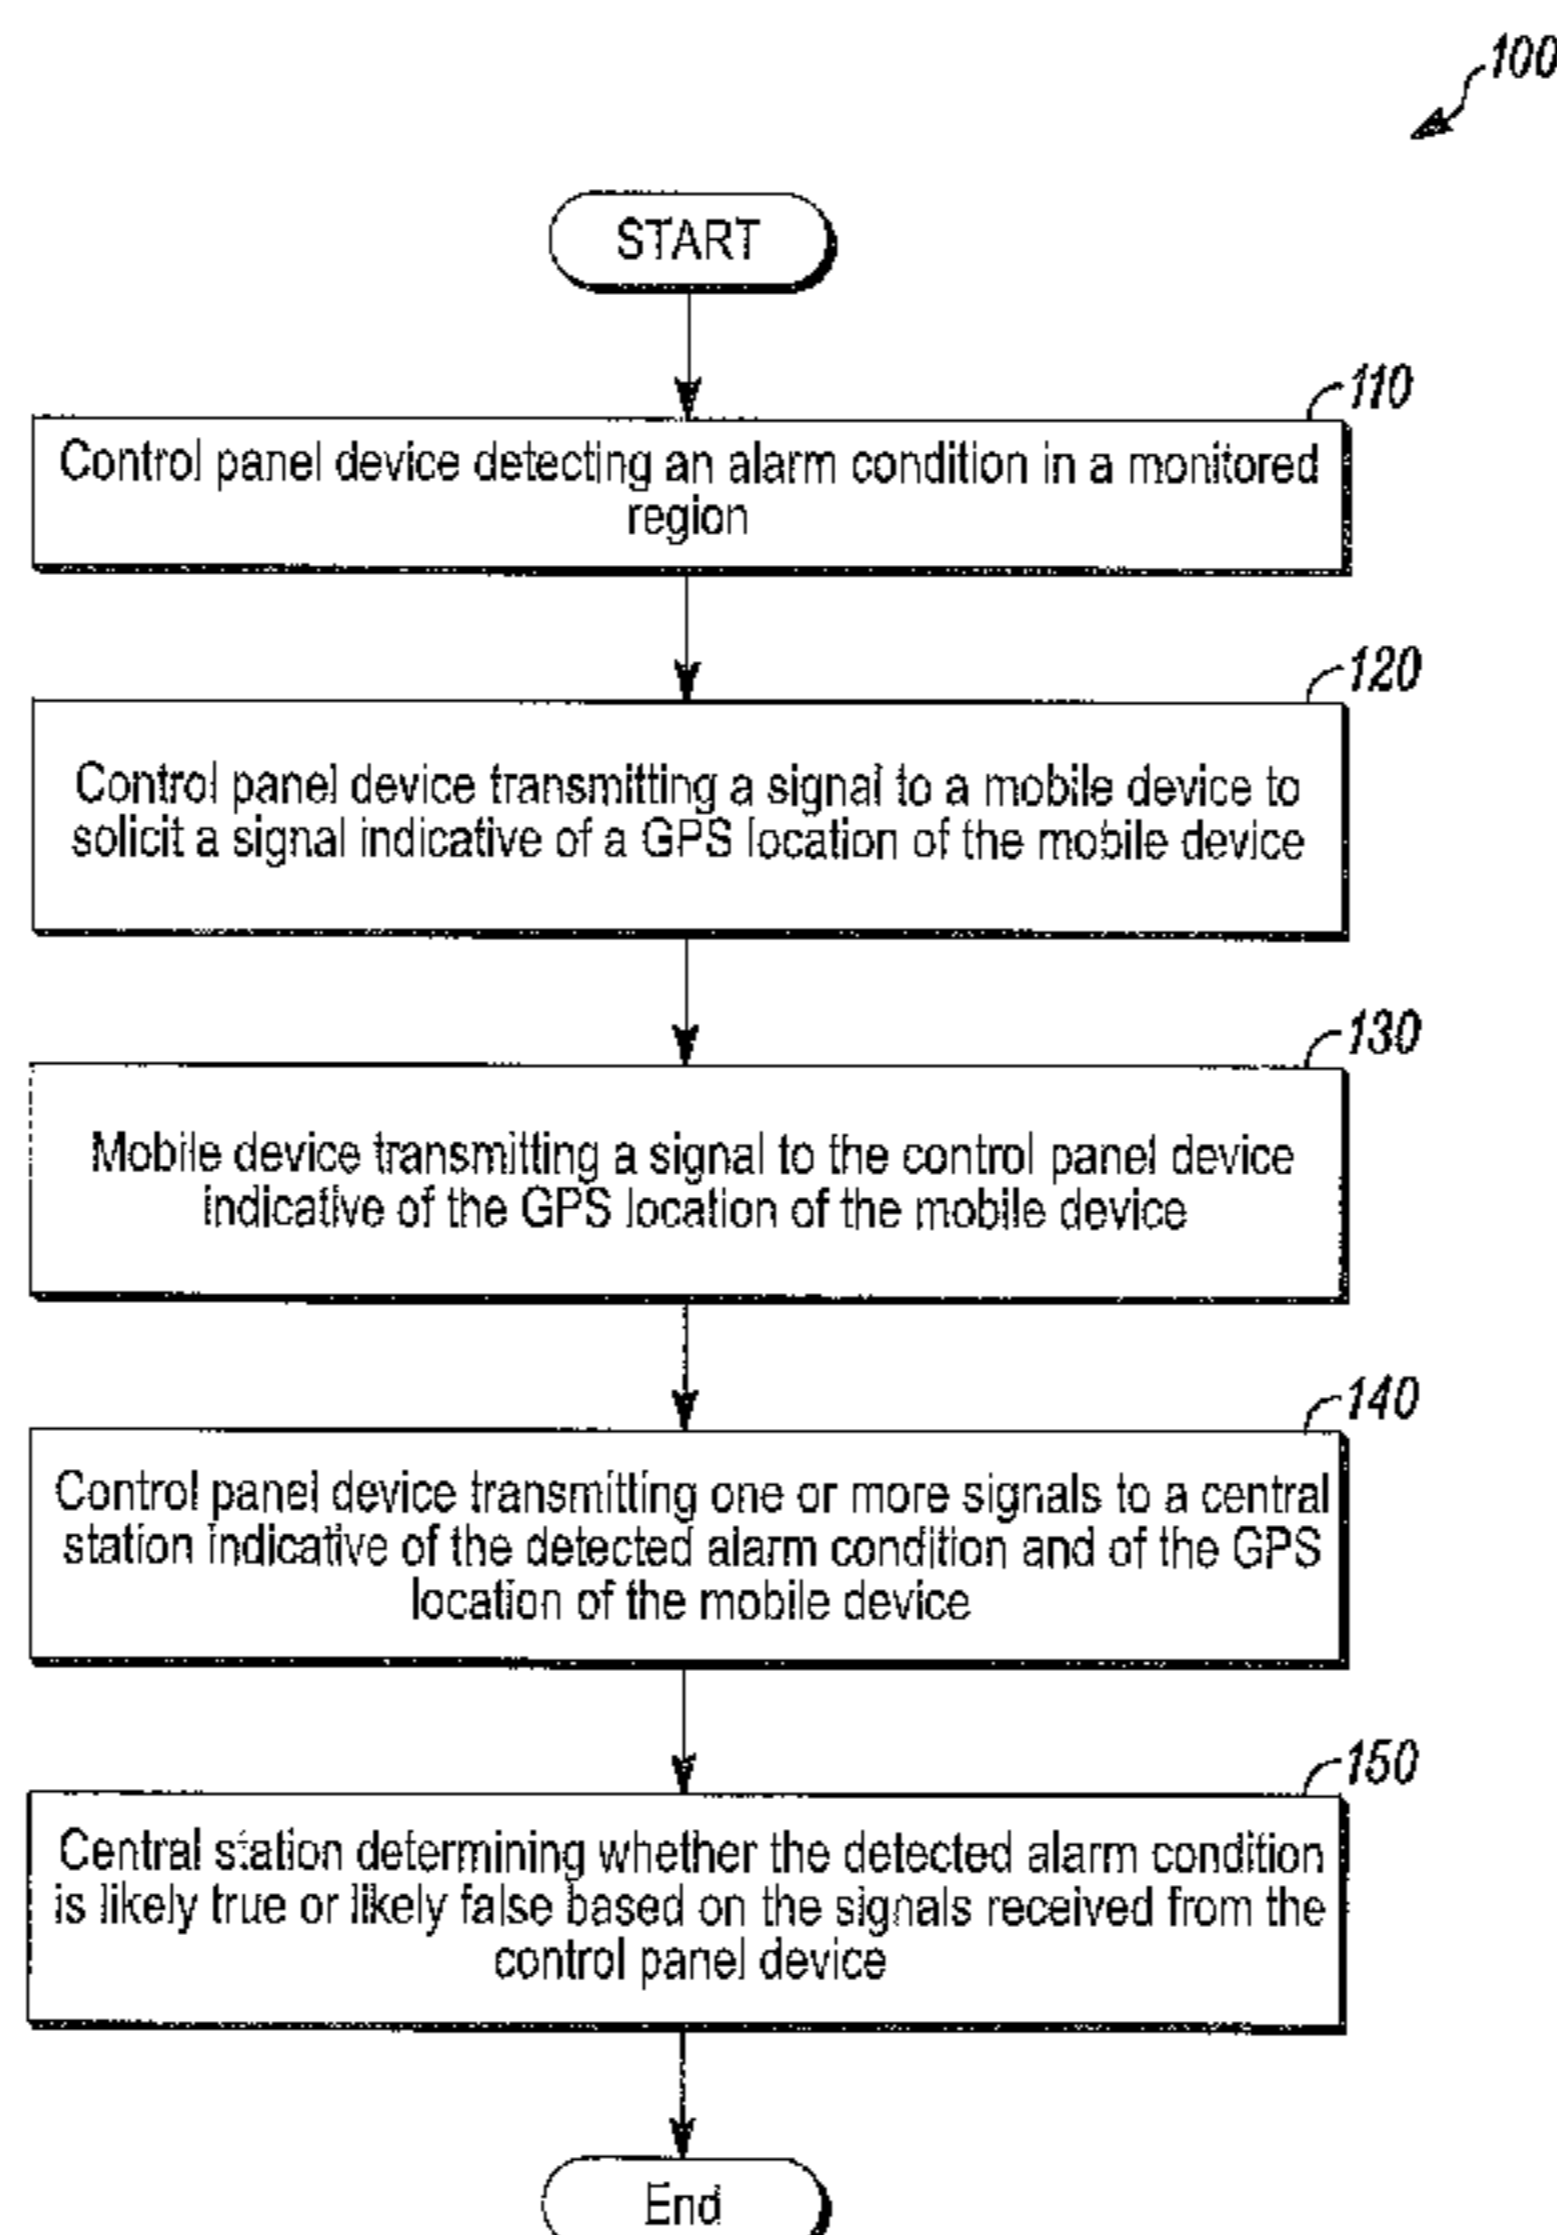 100
START
110
Control panel device detecting an alarm condition in a monitored
region
120
Control panel device transmitting a signal to a mobile device to
solicit a signal indicative of a GPS location of the mobile device
130
Mobile device transmitting a signal to the control panel device
indicative of the GPS location of the mobile device
140
Control panel device transmitting one or more signals to a central
station indicative of the detected alarm condition and of the GPS
location of the mobile device
150
Central station determining whether the detected alarm condition
is likely true or likely false based on the signals received from the
control panel device
End